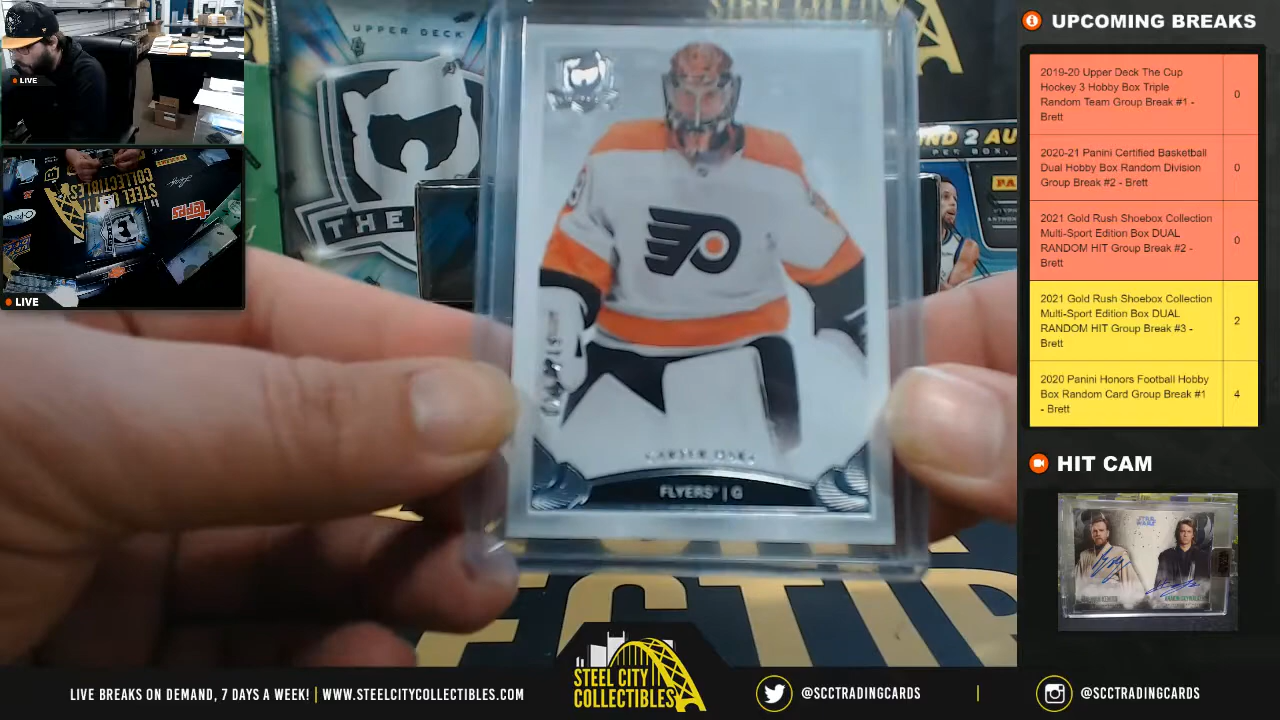 LIVE
LIVE
UPPER DECK
THE
FLYERS | G
STEEL CITY
COLLECTIBLES
topps
UPCOMING BREAKS
2019-20 Upper Deck The Cup
Hockey 3 Hobby Box Triple
Random Team Group Break #1 -
Brett
0
2020-21 Panini Certified Basketball
Dual Hobby Box Random Division
Group Break #2 - Brett
0
2021 Gold Rush Shoebox Collection
Multi-Sport Edition Box DUAL
RANDOM HIT Group Break #2 -
Brett
0
2021 Gold Rush Shoebox Collection
Multi-Sport Edition Box DUAL
RANDOM HIT Group Break #3 -
Brett
2
2020 Panini Honors Football Hobby
Box Random Card Group Break #1
- Brett
4
HIT CAM
LIVE BREAKS ON DEMAND, 7 DAYS A WEEK! | WWW.STEELCITYCOLLECTIBLES.COM
STEEL CITY
COLLECTIBLES
@SCCTRADINGCARDS
@SCCTRADINGCARDS